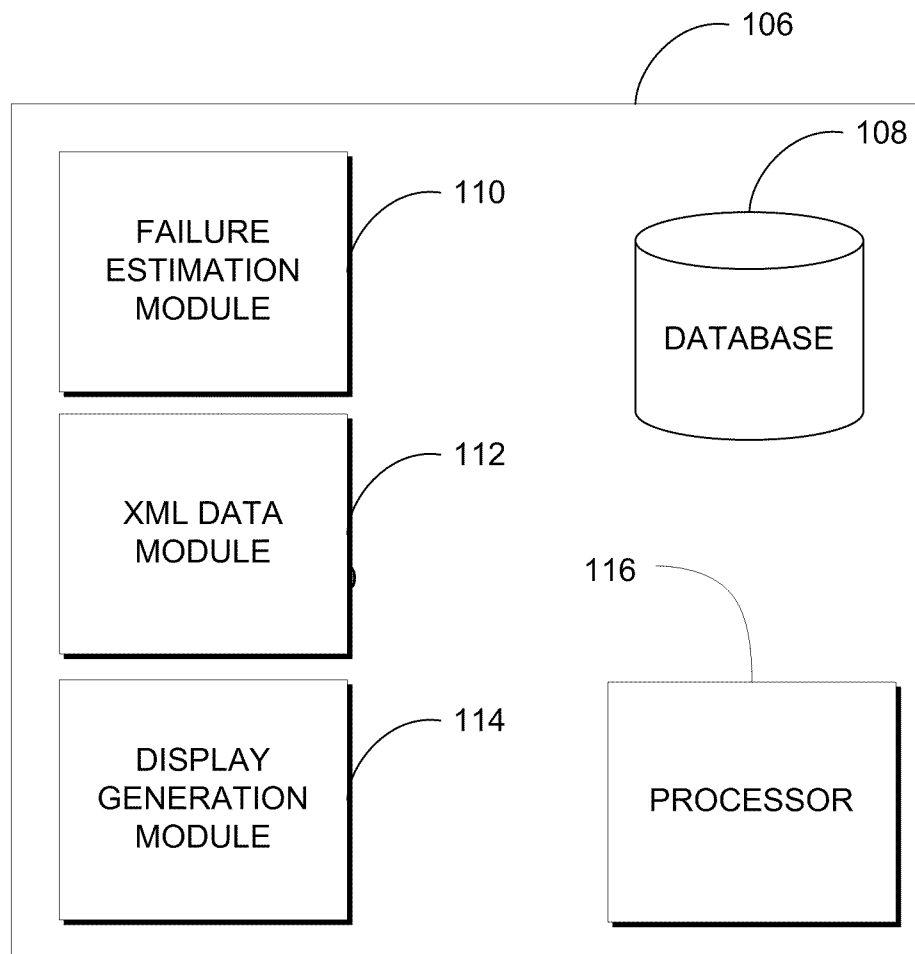 106
108
110
FAILURE
ESTIMATION
MODULE
DATABASE
112
XML DATA
MODULE
116
114
DISPLAY
GENERATION
MODULE
PROCESSOR